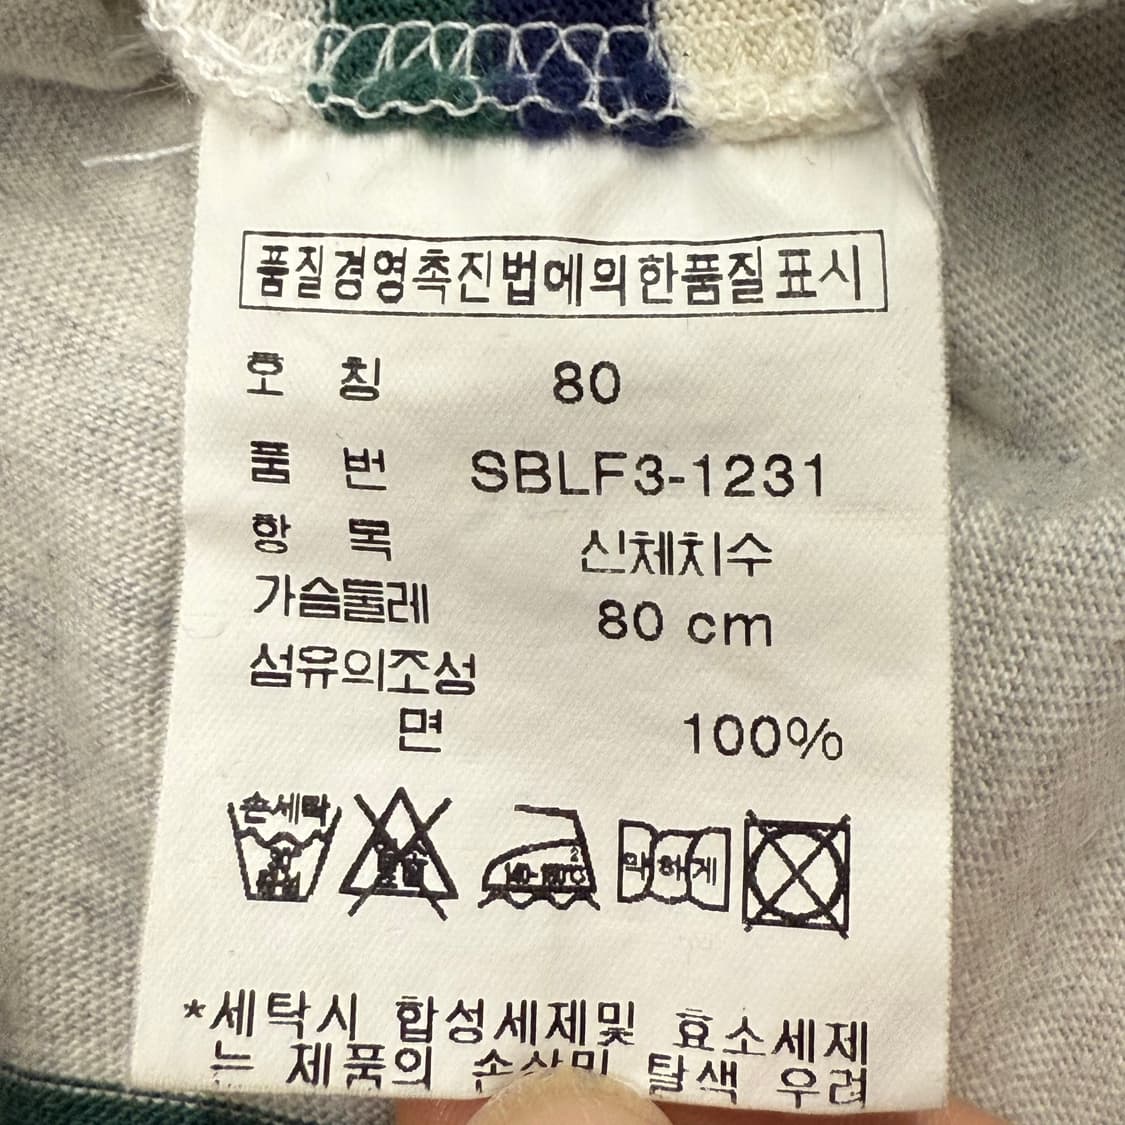 품질경영촉진법에의한품질표시
호 칭 80
품 번 SBLF3-1231
항 목 신체치수
가슴둘레 80 cm
섬유의조성
면 100%
손세탁
약하게
*세탁시 합성세제및 효소세제
는 제품의 손상및 탈색 우려